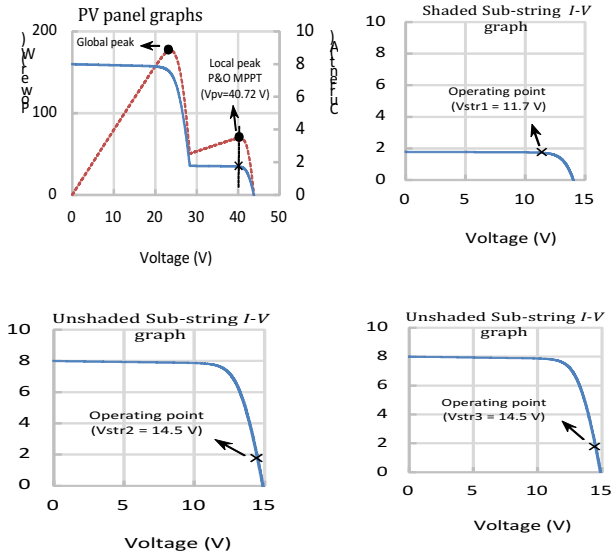 PV panel graphs
Power (W)
Current (A)
200
100
0
10
8
6
4
2
0
Global peak
Local peak
P&O MPPT
(Vpv=40.72 V)
0 10 20 30 40 50
Voltage (V)
Shaded Sub-string I-V
graph
10
8
6
4
2
0
Operating point
(Vstr1 = 11.7 V)
0 5 10 15
Voltage (V)
Unshaded Sub-string I-V
graph
10
8
6
4
2
0
Operating point
(Vstr2 = 14.5 V)
0 5 10 15
Voltage (V)
Unshaded Sub-string I-V
graph
10
8
6
4
2
0
Operating point
(Vstr3 = 14.5 V)
0 5 10 15
Voltage (V)